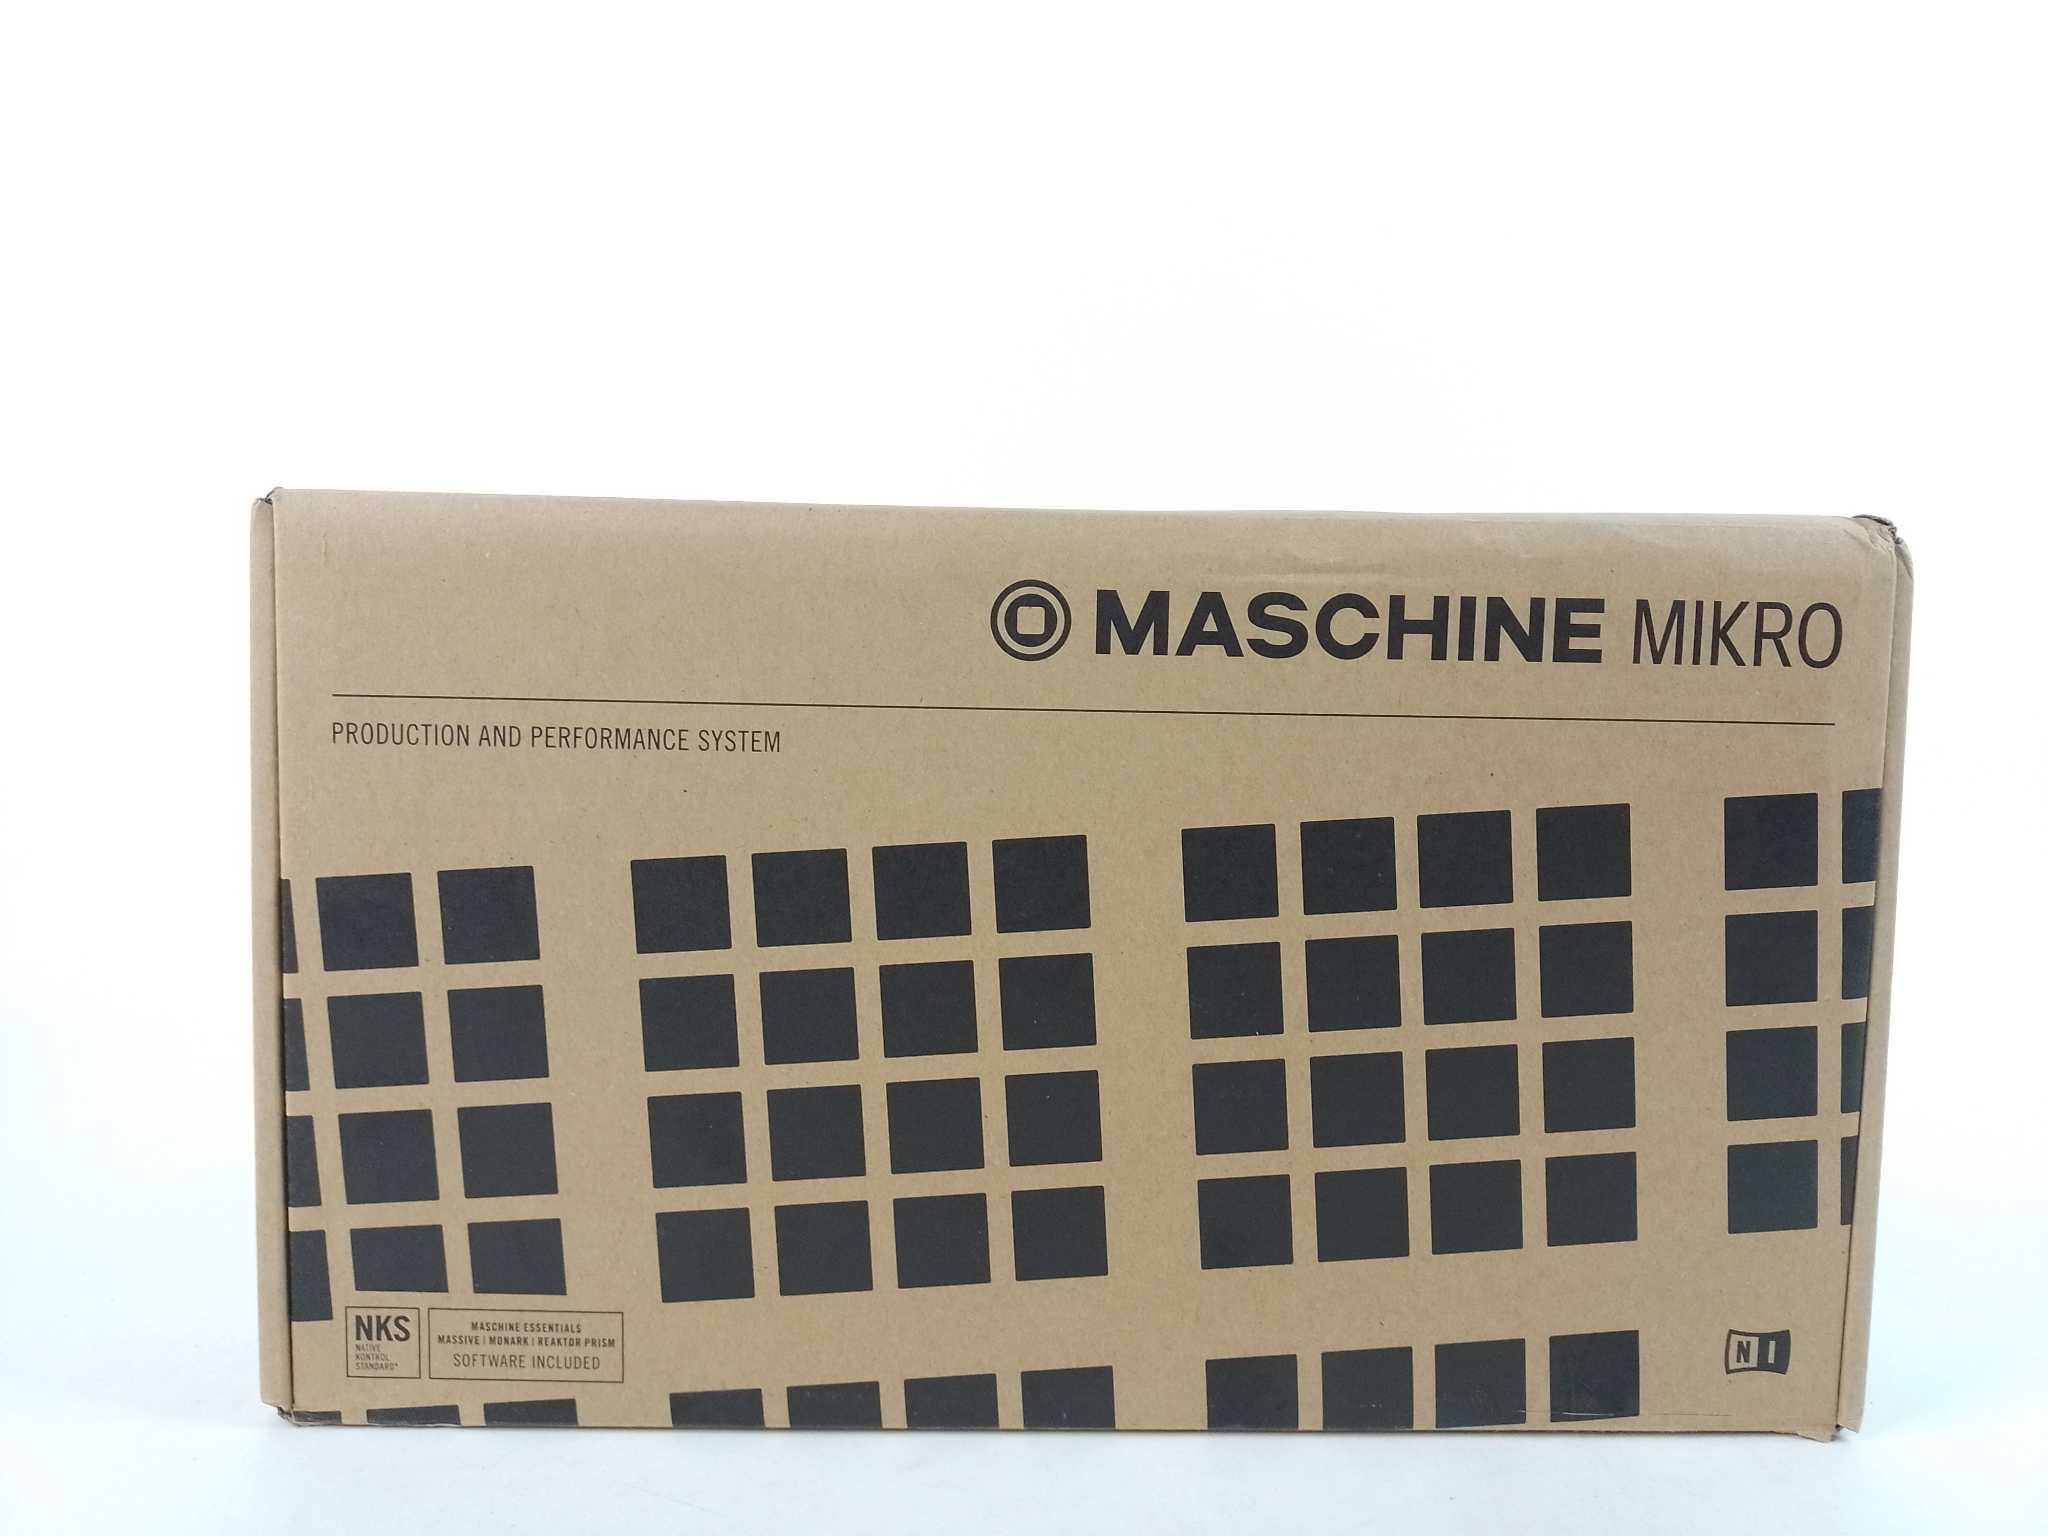 MASCHINE MIKRO
PRODUCTION AND PERFORMANCE SYSTEM
NKS
NATIVE
KONTROL
STANDARD®
MASCHINE ESSENTIALS
MASSIVE | MONARK | REAKTOR PRISM
SOFTWARE INCLUDED
NI